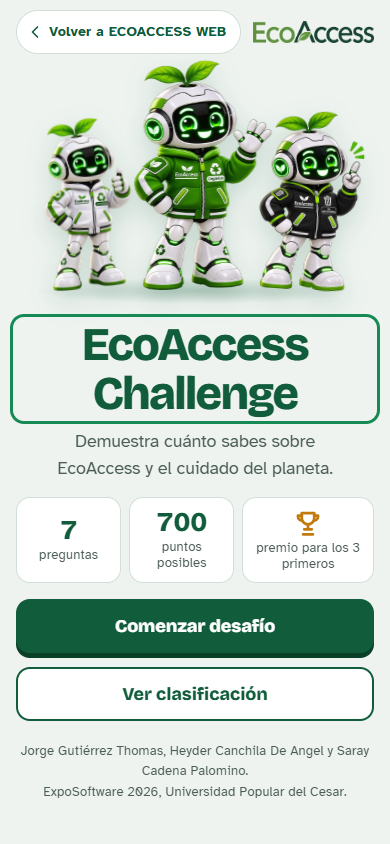 Volver a ECOACCESS WEB
EcoAccess
EcoAccess
Challenge
Demuestra cuánto sabes sobre
EcoAccess y el cuidado del planeta.
7
preguntas
700
puntos
posibles
premio para los 3
primeros
Comenzar desafío
Ver clasificación
Jorge Gutiérrez Thomas, Heyder Canchila De Angel y Saray
Cadena Palomino.
ExpoSoftware 2026, Universidad Popular del Cesar.